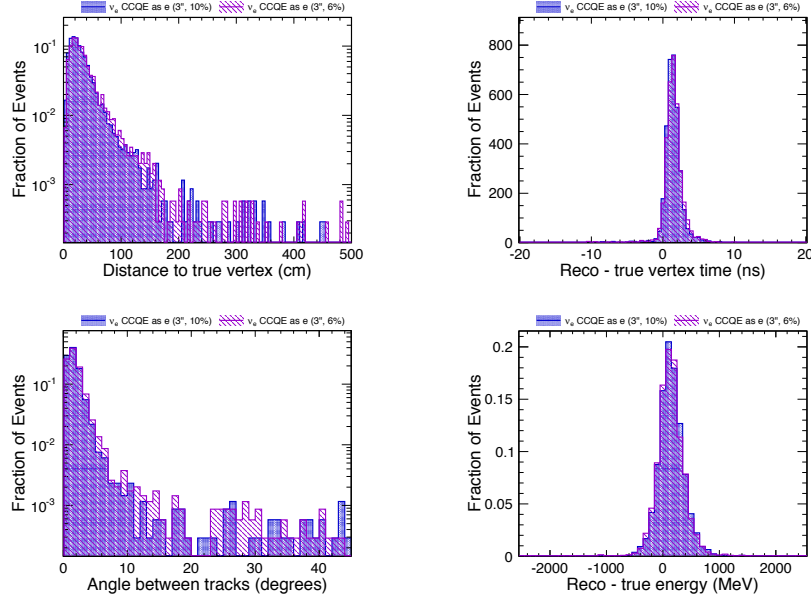 νe CCQE as e (3", 10%) νe CCQE as e (3", 6%)
Fraction of Events
10⁻¹
10⁻²
10⁻³
0 100 200 300 400 500
Distance to true vertex (cm)
νe CCQE as e (3", 10%) νe CCQE as e (3", 6%)
Fraction of Events
800
600
400
200
0
-20 -10 0 10 20
Reco - true vertex time (ns)
νe CCQE as e (3", 10%) νe CCQE as e (3", 6%)
Fraction of Events
10⁻¹
10⁻²
10⁻³
0 10 20 30 40
Angle between tracks (degrees)
νe CCQE as e (3", 10%) νe CCQE as e (3", 6%)
Fraction of Events
0.2
0.15
0.1
0.05
0
-2000 -1000 0 1000 2000
Reco - true energy (MeV)